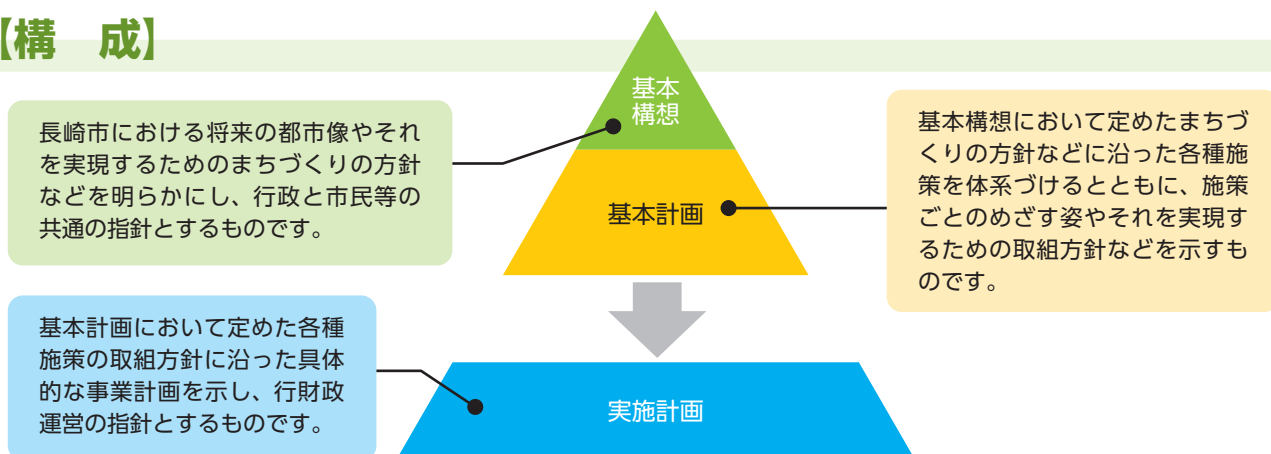 【構　成】
基本
構想
長崎市における将来の都市像やそれ
を実現するためのまちづくりの方針
などを明らかにし、行政と市民等の
共通の指針とするものです。
基本構想において定めたまちづ
くりの方針などに沿った各種施
策を体系づけるとともに、施策
ごとのめざす姿やそれを実現す
るための取組方針などを示すも
のです。
基本計画
基本計画において定めた各種
施策の取組方針に沿った具体
的な事業計画を示し、行財政
運営の指針とするものです。
実施計画